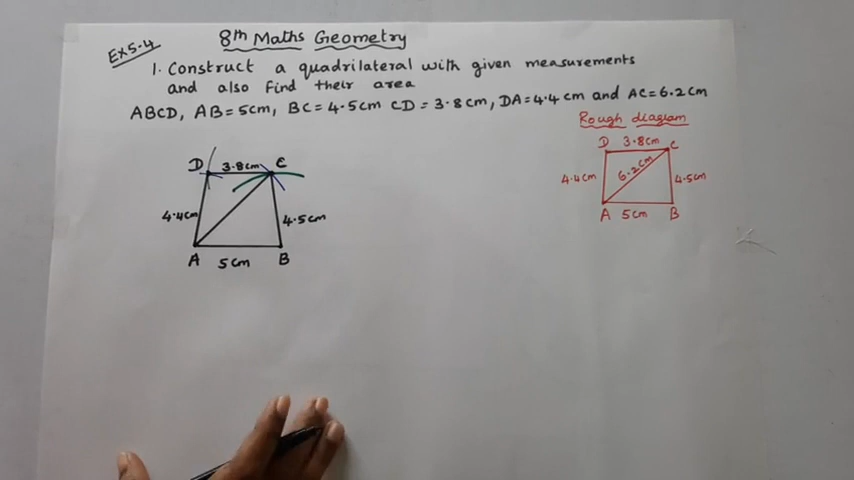 Ex 5.4
8th Maths Geometry
1. Construct a quadrilateral with given measurements
and also find their area
ABCD, AB = 5cm, BC = 4.5cm CD = 3.8cm, DA = 4.4cm and AC = 6.2cm
Rough diagram
D 3.8cm C
4.4cm 6.2cm 4.5cm
A 5cm B
D 3.8cm C
4.4cm 4.5cm
A 5cm B